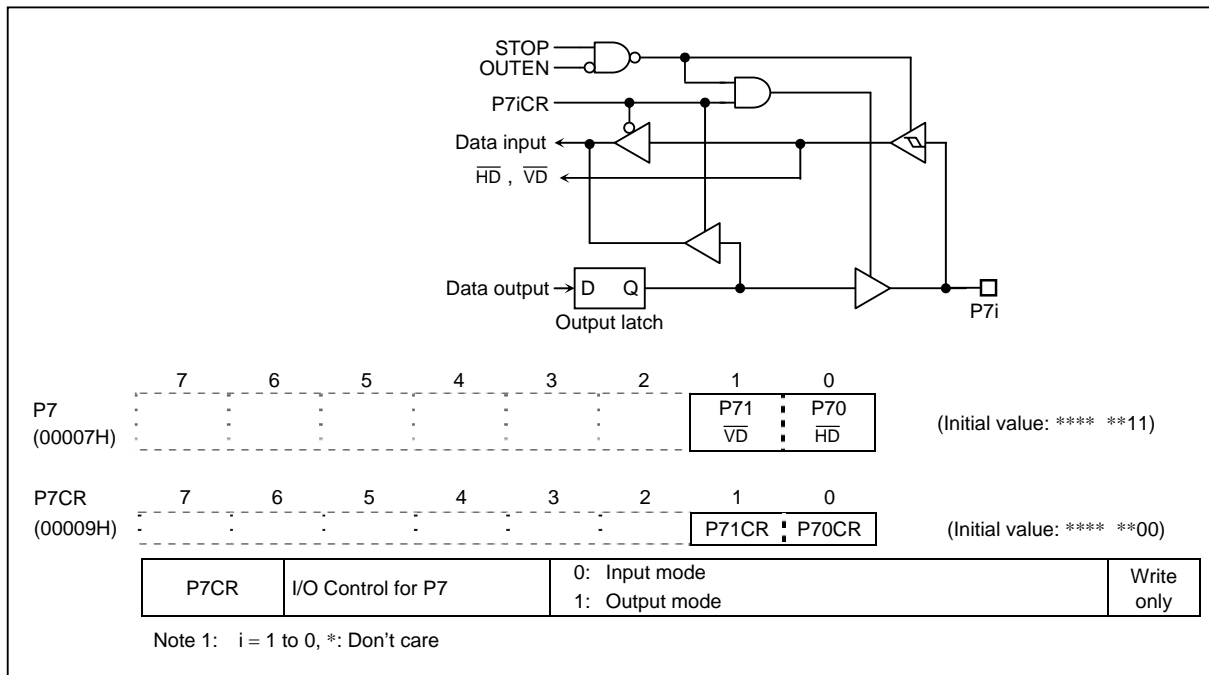 STOP
OUTEN
P7iCR
Data input
HD , VD
Data output
D Q
Output latch
P7i
7 6 5 4 3 2 1 0
P7
(00007H)
P71 P70
VD HD
(Initial value: **** **11)
P7CR
(00009H)
7 6 5 4 3 2 1 0
P71CR P70CR
(Initial value: **** **00)
P7CR
I/O Control for P7
0: Input mode
1: Output mode
Write
only
Note 1: i = 1 to 0, *: Don’t care